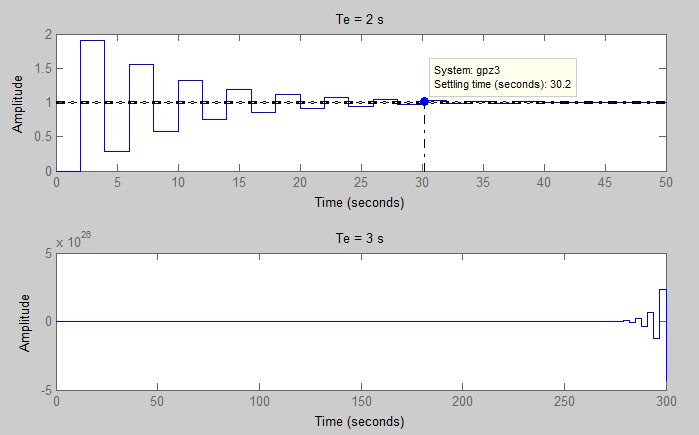 Te = 2 s
2
1.5
1
0.5
0
Amplitude
System: gpz3
Settling time (seconds): 30.2
0 5 10 15 20 25 30 35 40 45 50
Time (seconds)
Te = 3 s
x 10^26
5
0
-5
Amplitude
0 50 100 150 200 250 300
Time (seconds)